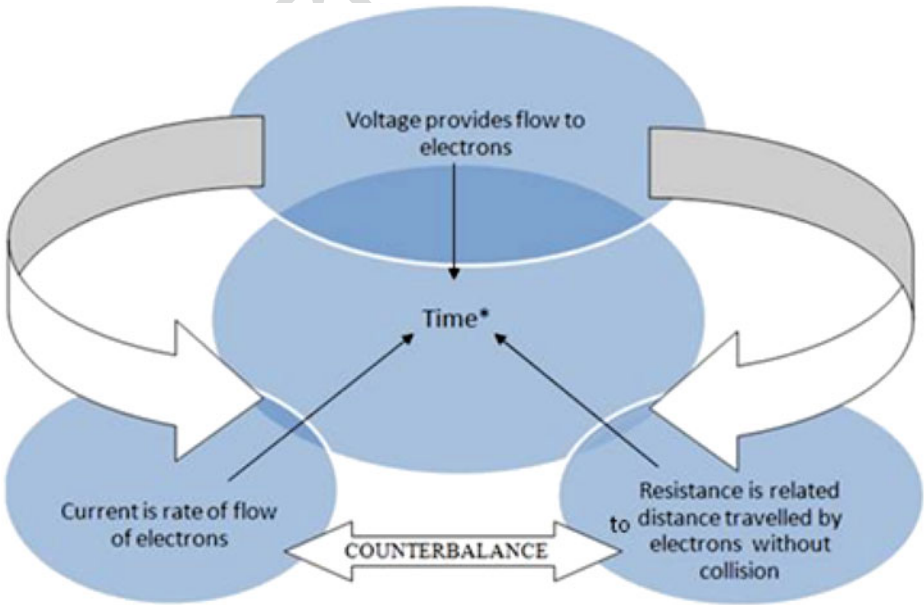 Voltage provides flow to
electrons
Time*
Current is rate of flow
of electrons
COUNTERBALANCE
Resistance is related
to distance travelled by
electrons without
collision